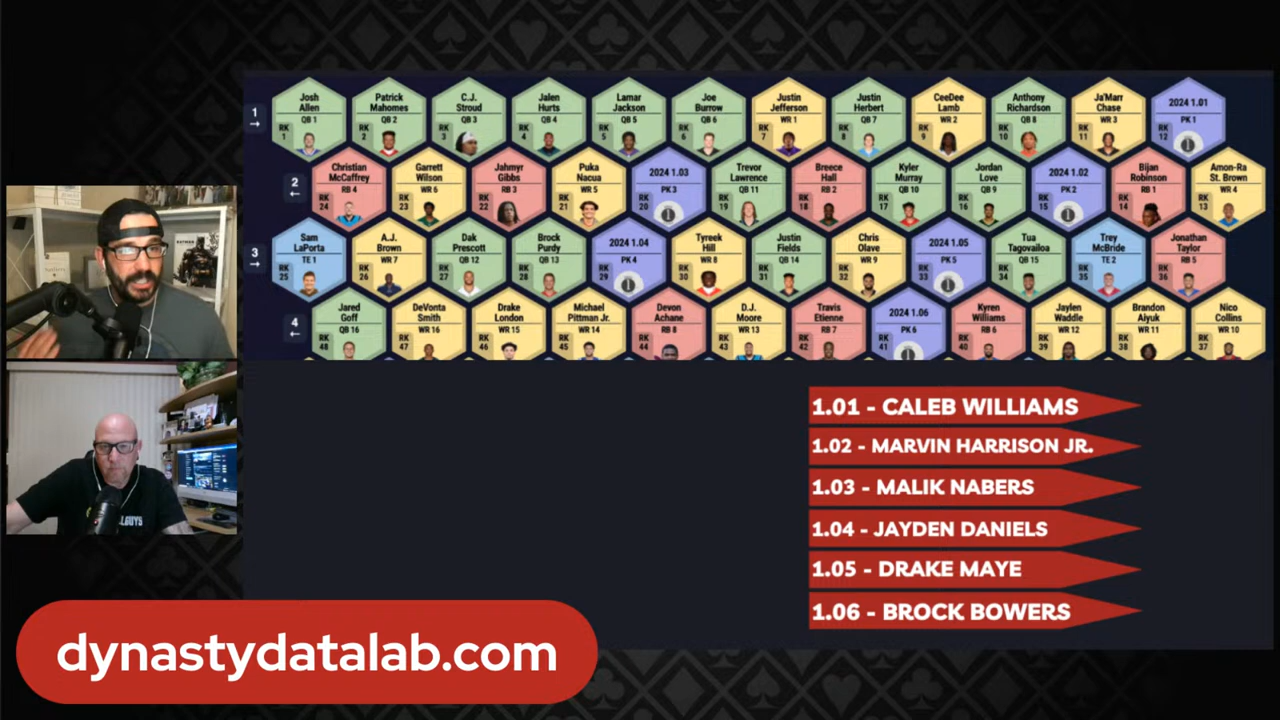 1
→
Josh
Allen
QB 1
RK
1
Patrick
Mahomes
QB 2
RK
2
C.J.
Stroud
QB 3
RK
3
Jalen
Hurts
QB 4
RK
4
Lamar
Jackson
QB 5
RK
5
Joe
Burrow
QB 6
RK
6
Justin
Jefferson
WR 1
RK
7
Justin
Herbert
QB 7
RK
8
CeeDee
Lamb
WR 2
RK
9
Anthony
Richardson
QB 8
RK
10
Ja'Marr
Chase
WR 3
RK
11
2024 1.01
PK 1
RK
12
2
←
Christian
McCaffrey
RB 4
RK
24
Garrett
Wilson
WR 6
RK
23
Jahmyr
Gibbs
RB 3
RK
22
Puka
Nacua
WR 5
RK
21
2024 1.03
PK 3
RK
20
Trevor
Lawrence
QB 11
RK
19
Breece
Hall
RB 2
RK
18
Kyler
Murray
QB 10
RK
17
Jordan
Love
QB 9
RK
16
2024 1.02
PK 2
RK
15
Bijan
Robinson
RB 1
RK
14
Amon-Ra
St. Brown
WR 4
RK
13
3
→
Sam
LaPorta
TE 1
RK
25
A.J.
Brown
WR 7
RK
26
Dak
Prescott
QB 12
RK
27
Brock
Purdy
QB 13
RK
28
2024 1.04
PK 4
RK
29
Tyreek
Hill
WR 8
RK
30
Justin
Fields
QB 14
RK
31
Chris
Olave
WR 9
RK
32
2024 1.05
PK 5
RK
33
Tua
Tagovailoa
QB 15
RK
34
Trey
McBride
TE 2
RK
35
Jonathan
Taylor
RB 5
RK
36
4
←
Jared
Goff
QB 16
RK
48
DeVonta
Smith
WR 16
RK
47
Drake
London
WR 15
RK
46
Michael
Pittman Jr.
WR 14
RK
45
Devon
Achane
RB 8
RK
44
D.J.
Moore
WR 13
RK
43
Travis
Etienne
RB 7
RK
42
2024 1.06
PK 6
RK
41
Kyren
Williams
RB 6
RK
40
Jaylen
Waddle
WR 12
RK
39
Brandon
Aiyuk
WR 11
RK
38
Nico
Collins
WR 10
RK
37
1.01 - CALEB WILLIAMS
1.02 - MARVIN HARRISON JR.
1.03 - MALIK NABERS
1.04 - JAYDEN DANIELS
1.05 - DRAKE MAYE
1.06 - BROCK BOWERS
BATMAN
dynastydatalab.com